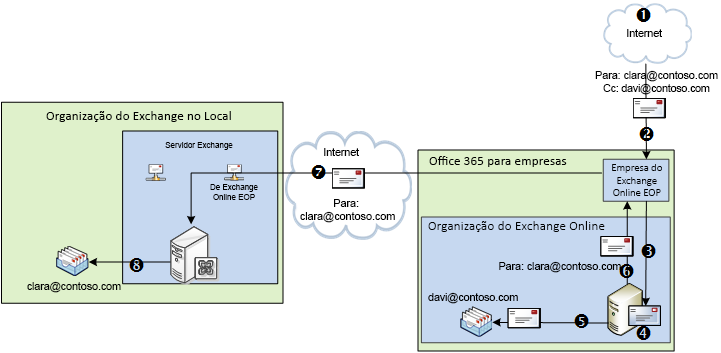 ❶
Internet
Para: clara@contoso.com
Cc: davi@contoso.com
❷
Organização do Exchange no Local
Servidor Exchange
De Exchange
Online EOP
Internet
❼
Para:
clara@contoso.com
Office 365 para empresas
Empresa do
Exchange
Online EOP
Organização do Exchange Online
❸
Para: clara@contoso.com
❻
❽
clara@contoso.com
davi@contoso.com
❺
❹